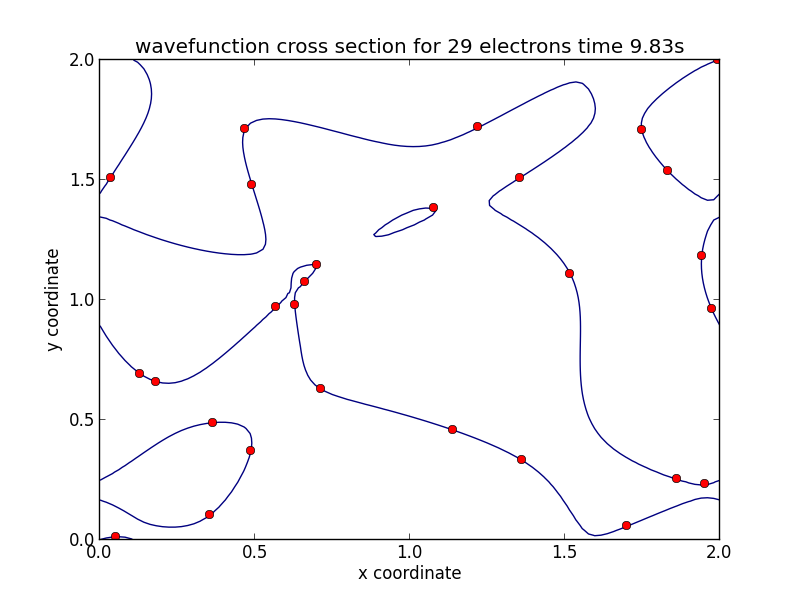 wavefunction cross section for 29 electrons time 9.83s
2.0
1.5
1.0
0.5
0.0
y coordinate
0.0 0.5 1.0 1.5 2.0
x coordinate